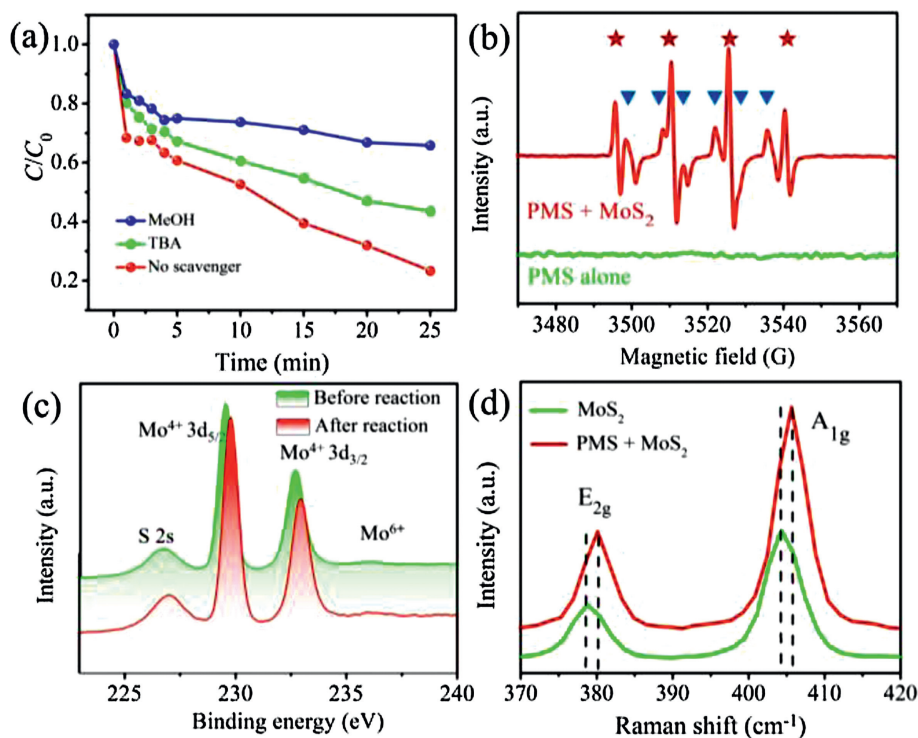 (a)
1.0
0.8
0.6
0.4
0.2
C/C₀
MeOH
TBA
No scavenger
0 5 10 15 20 25
Time (min)
(b)
Intensity (a.u.)
PMS + MoS₂
PMS alone
3480 3500 3520 3540 3560
Magnetic field (G)
(c)
Before reaction
After reaction
Mo⁴⁺ 3d₅/₂
Mo⁴⁺ 3d₃/₂
S 2s
Mo⁶⁺
Intensity (a.u.)
225 230 235 240
Binding energy (eV)
(d)
MoS₂
PMS + MoS₂
A₁g
E₂g
Intensity (a.u.)
370 380 390 400 410 420
Raman shift (cm⁻¹)